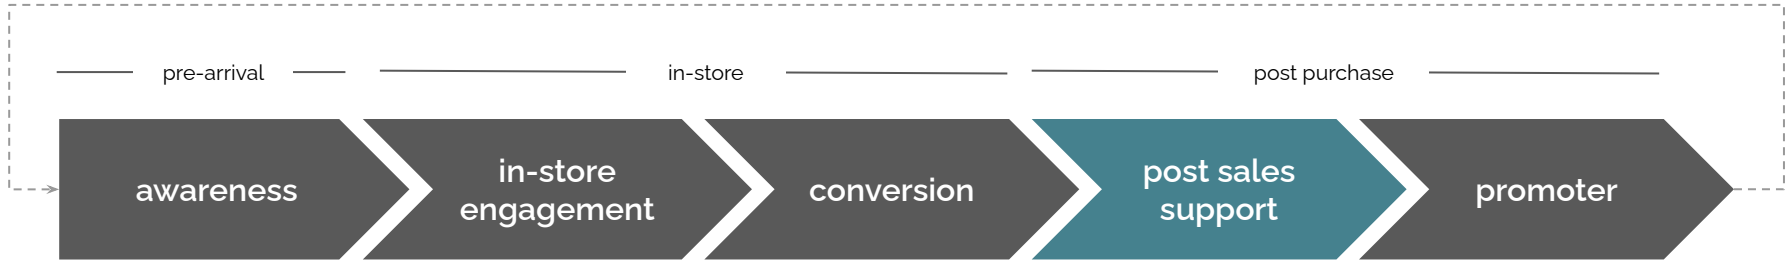 pre-arrival
in-store
post purchase
awareness
in-store
engagement
conversion
post sales
support
promoter